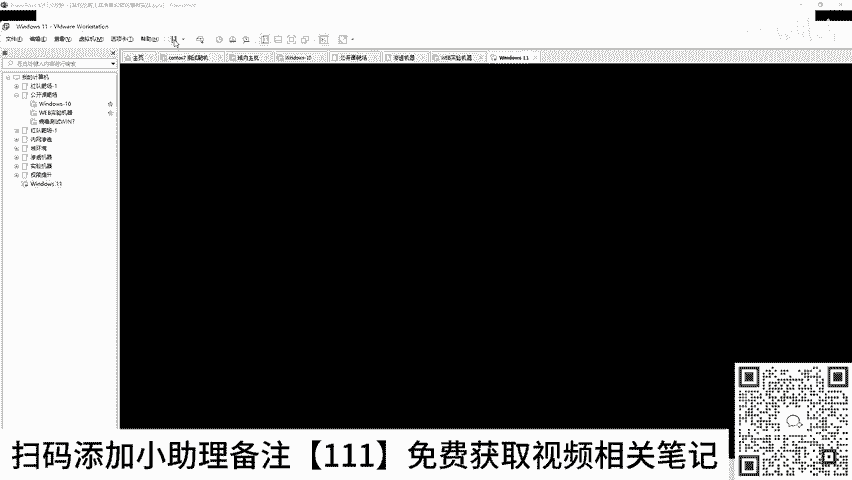 Windows 11 - VMware Workstation
文件(F) 编辑(E) 查看(V) 虚拟机(M) 选项卡(T) 帮助(H)
主页 域内主机 Windows-10 公开课靶场 渗透机器 WEB实验机器 Windows 11
在此处键入内容进行搜索
我的计算机
红队靶场-1
公开课靶场
Windows-10
WEB实验机器
病毒测试WIN7
红队靶场-1
内网渗透
域环境
渗透机器
实验机器
权限提升
Windows 11
扫码添加小助理备注【111】免费获取视频相关笔记